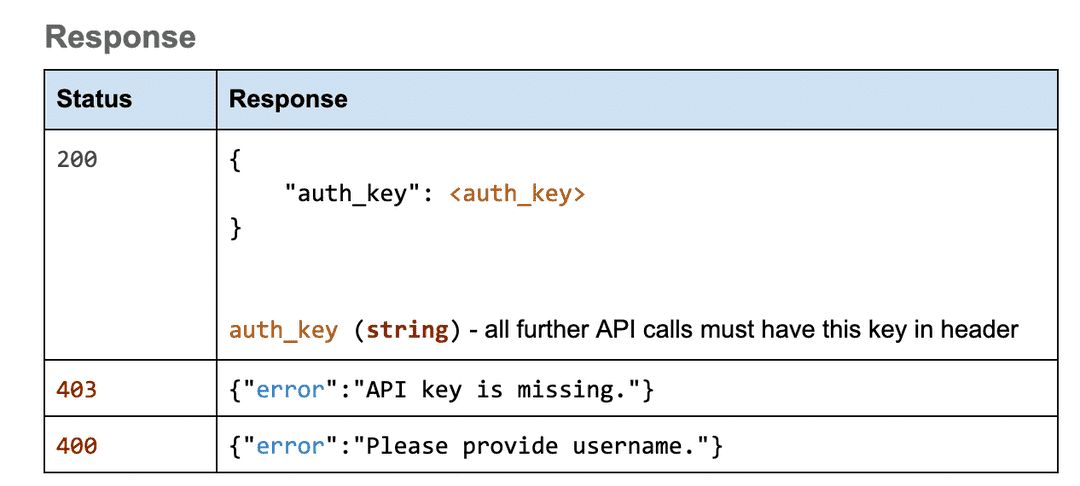 Response
Status Response
200 {
"auth_key": <auth_key>
}
auth_key (string) - all further API calls must have this key in header
403 {"error":"API key is missing."}
400 {"error":"Please provide username."}